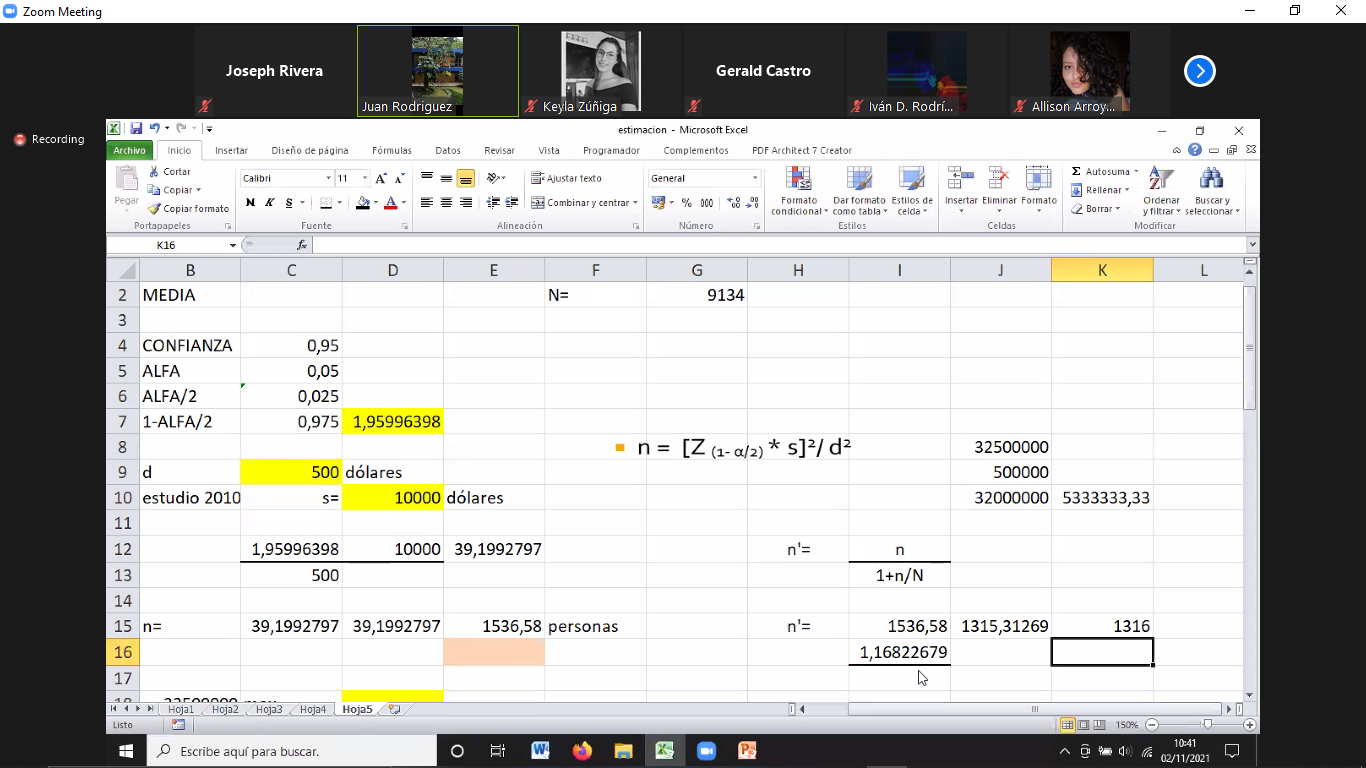 Zoom Meeting
Joseph Rivera
Juan Rodriguez
Keyla Zúñiga
Gerald Castro
Iván D. Rodrí...
Allison Arroy...
Recording
estimacion - Microsoft Excel
Archivo Inicio Insertar Diseño de página Fórmulas Datos Revisar Vista Programador Complementos PDF Architect 7 Creator
Pegar
Cortar
Copiar
Copiar formato
Portapapeles
Calibri 11
N K S
Fuente
Ajustar texto
Combinar y centrar
Alineación
General
% 000
Número
Formato condicional
Dar formato como tabla
Estilos de celda
Estilos
Insertar Eliminar Formato
Celdas
Σ Autosuma
Rellenar
Borrar
Ordenar y filtrar
Buscar y seleccionar
Modificar
K16 fx
B C D E F G H I J K L
2 MEDIA N= 9134
3
4 CONFIANZA 0,95
5 ALFA 0,05
6 ALFA/2 0,025
7 1-ALFA/2 0,975 1,95996398
8 n = [Z (1- α/2) * s]²/ d² 32500000
9 d 500 dólares 500000
10 estudio 2010 s= 10000 dólares 32000000 5333333,33
11
12 1,95996398 10000 39,1992797 n'= n
13 500 1+n/N
14
15 n= 39,1992797 39,1992797 1536,58 personas n'= 1536,58 1315,31269 1316
16 1,16822679
17
Hoja1 Hoja2 Hoja3 Hoja4 Hoja5
Listo 150%
Escribe aquí para buscar.
10:41
02/11/2021